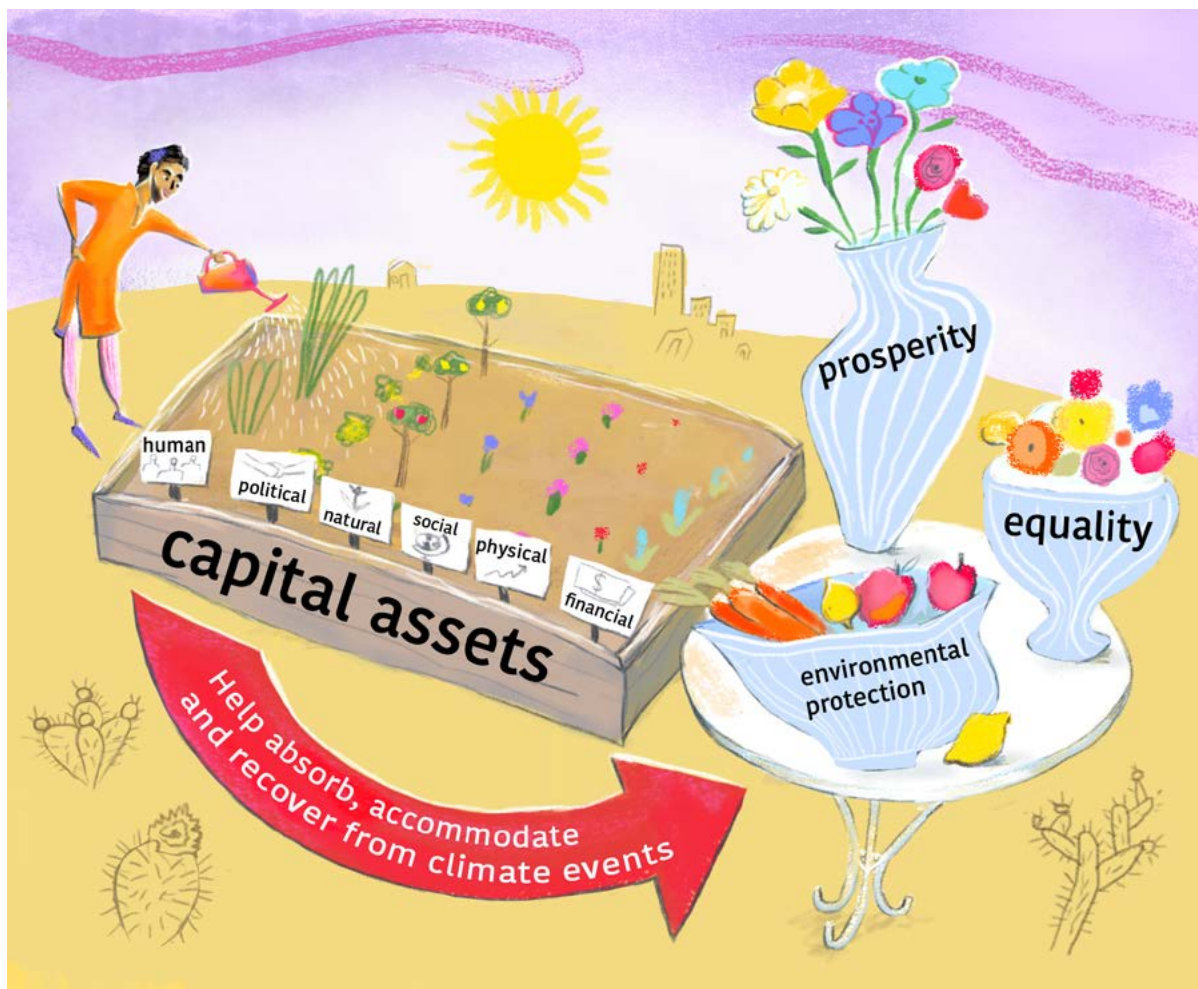 prosperity
equality
human
political
natural
social
physical
$
financial
capital assets
environmental
protection
Help absorb, accommodate
and recover from climate events